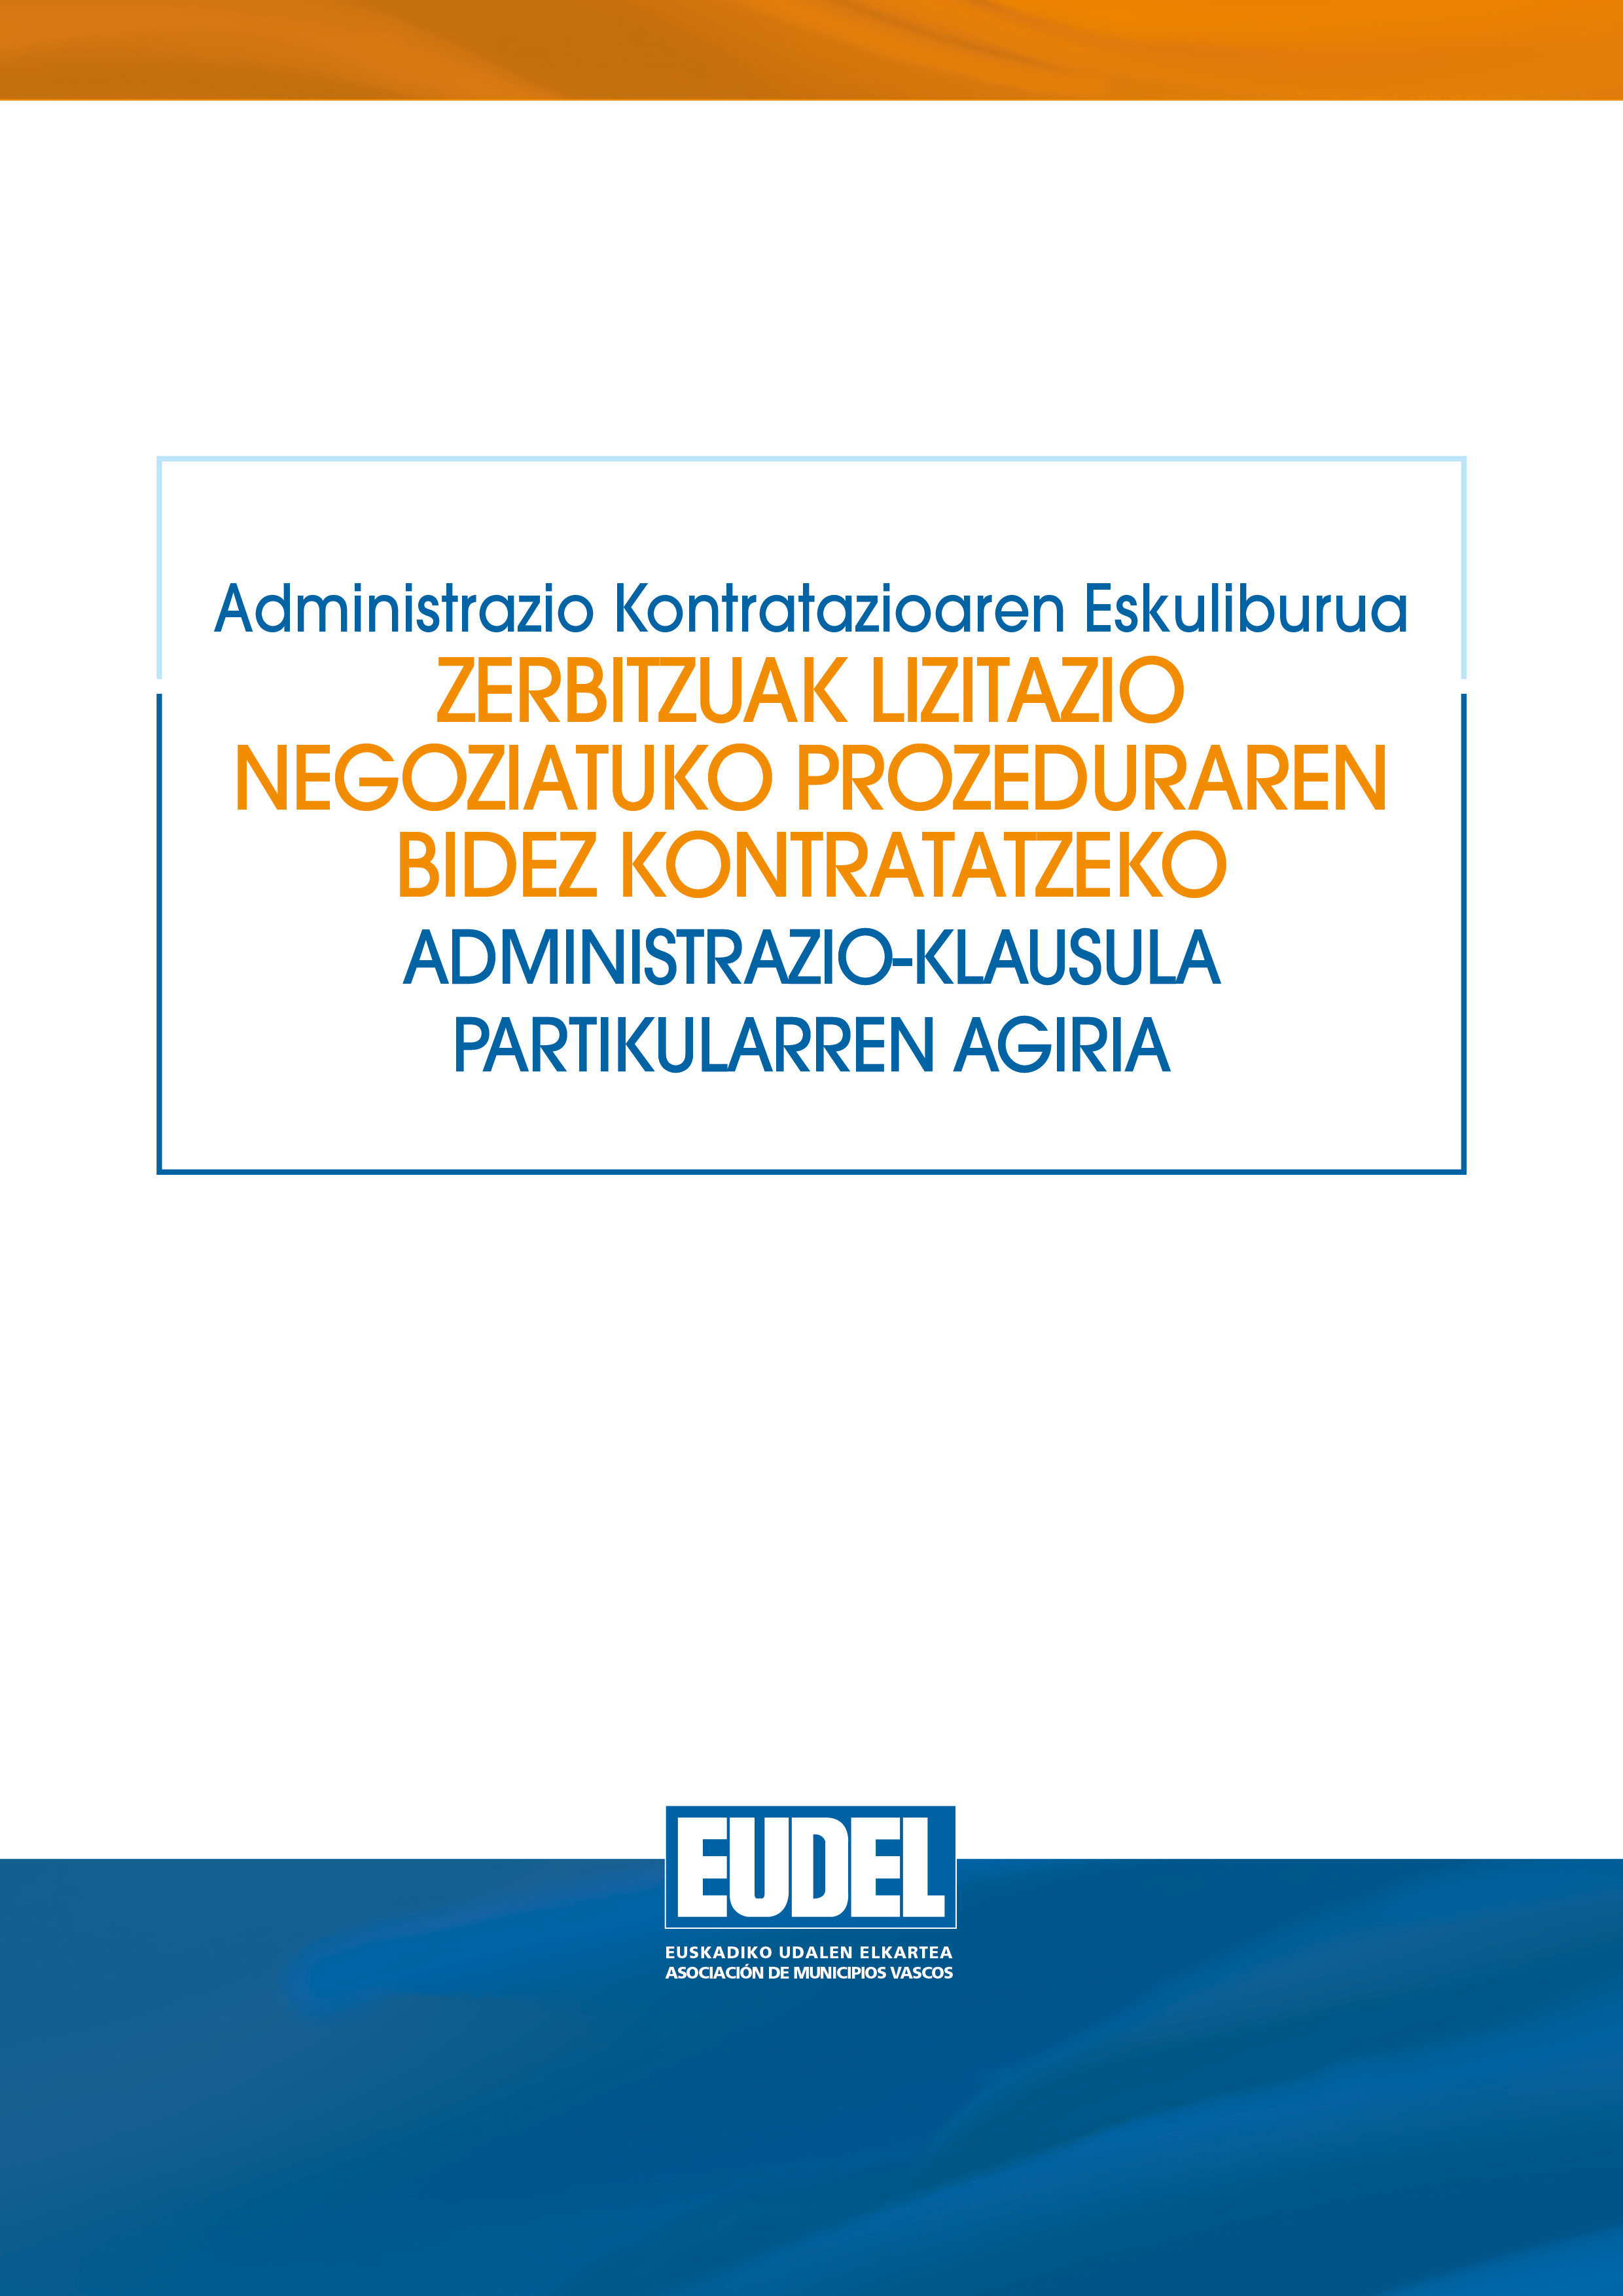 Administrazio Kontratazioaren Eskuliburua
ZERBITZUAK LIZITAZIO
NEGOZIATUKO PROZEDURAREN
BIDEZ KONTRATATZEKO
ADMINISTRAZIO-KLAUSULA
PARTIKULARREN AGIRIA
EUDEL
EUSKADIKO UDALEN ELKARTEA
ASOCIACIÓN DE MUNICIPIOS VASCOS